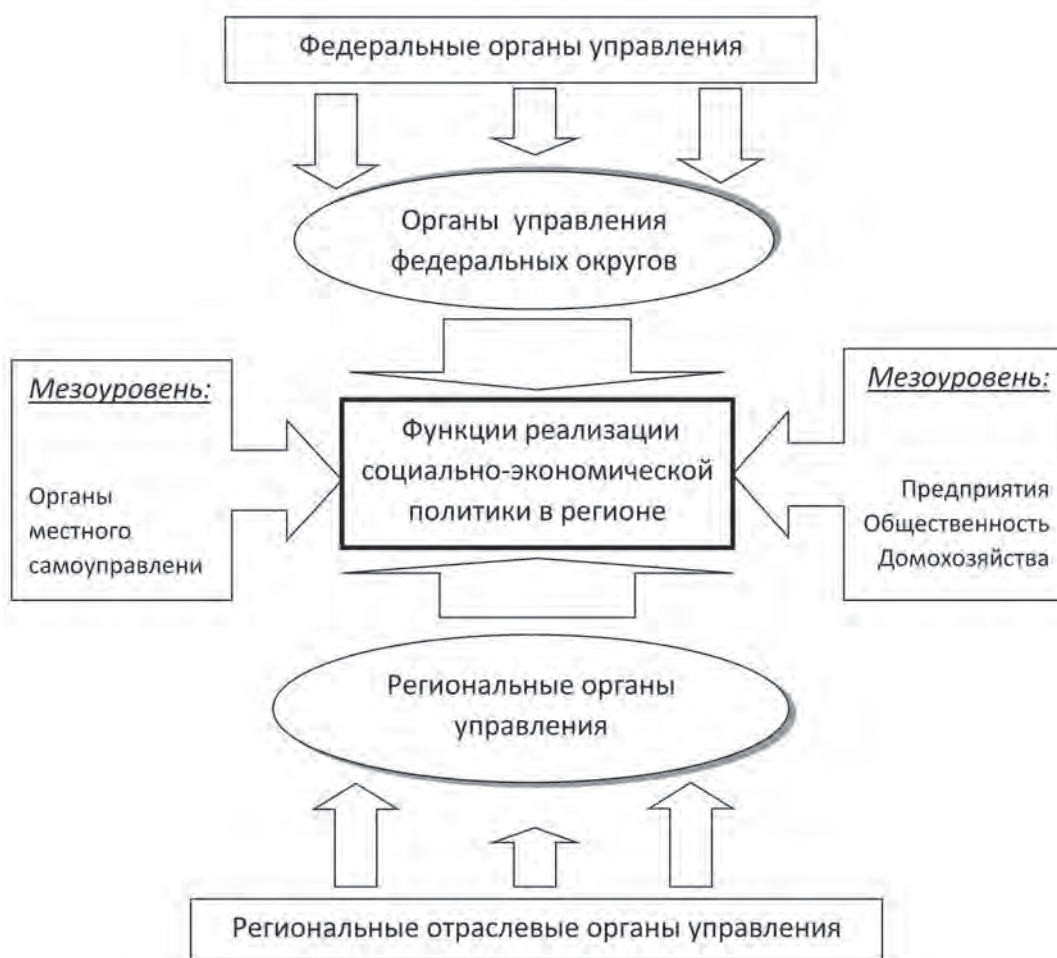 Федеральные органы управления
Органы управления
федеральных округов
Мезоуровень:
Органы
местного
самоуправлени
Функции реализации
социально-экономической
политики в регионе
Мезоуровень:
Предприятия
Общественность
Домохозяйства
Региональные органы
управления
Региональные отраслевые органы управления